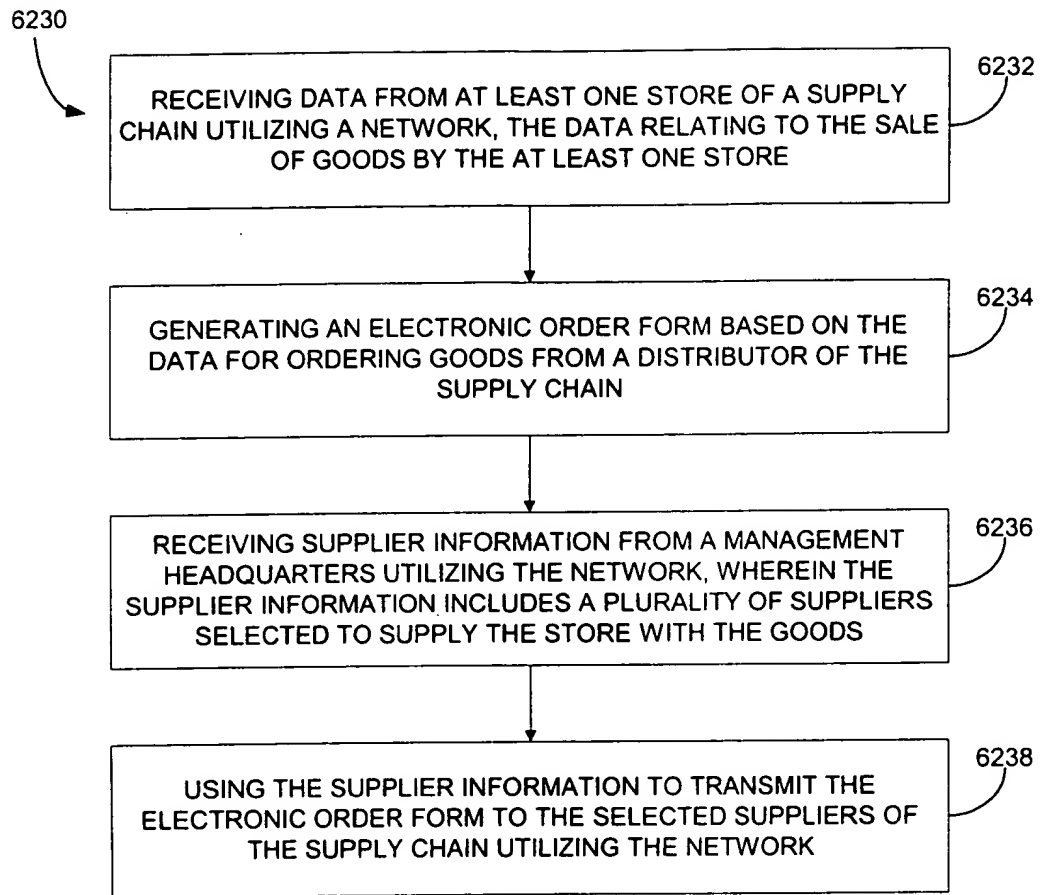 6230
6232
RECEIVING DATA FROM AT LEAST ONE STORE OF A SUPPLY
CHAIN UTILIZING A NETWORK, THE DATA RELATING TO THE SALE
OF GOODS BY THE AT LEAST ONE STORE
6234
GENERATING AN ELECTRONIC ORDER FORM BASED ON THE
DATA FOR ORDERING GOODS FROM A DISTRIBUTOR OF THE
SUPPLY CHAIN
6236
RECEIVING SUPPLIER INFORMATION FROM A MANAGEMENT
HEADQUARTERS UTILIZING THE NETWORK, WHEREIN THE
SUPPLIER INFORMATION INCLUDES A PLURALITY OF SUPPLIERS
SELECTED TO SUPPLY THE STORE WITH THE GOODS
6238
USING THE SUPPLIER INFORMATION TO TRANSMIT THE
ELECTRONIC ORDER FORM TO THE SELECTED SUPPLIERS OF
THE SUPPLY CHAIN UTILIZING THE NETWORK